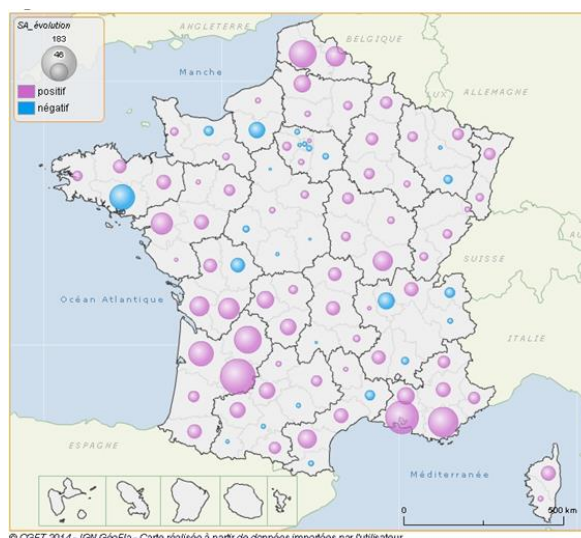 SA_évolution
183
46
positif
négatif
ANGLETERRE
BELGIQUE
Manche
LUX.
ALLEMAGNE
SUISSE
Océan Atlantique
ITALIE
ESPAGNE
Méditerranée
0
500 km
© CGET 2014 - IGN GéoFla - Carte réalisée à partir de données importées par l'utilisateur